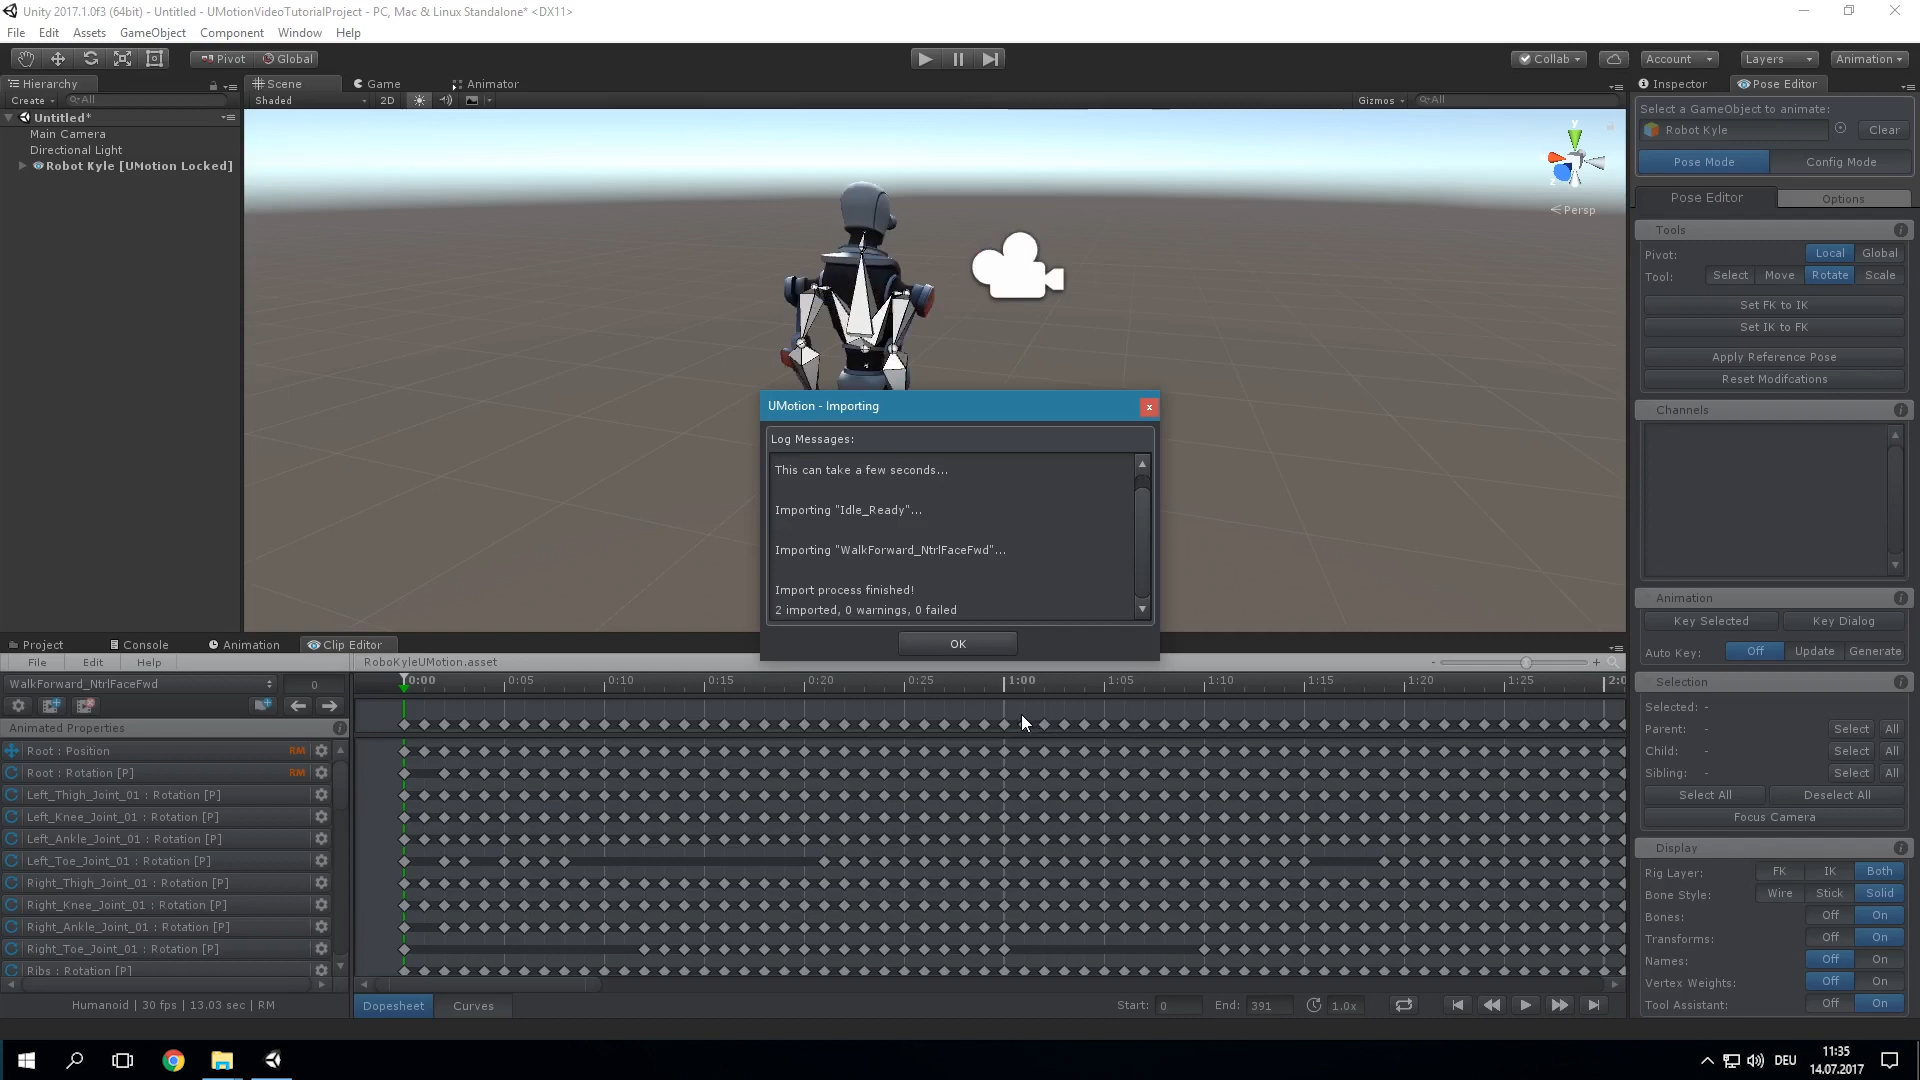 Unity 2017.1.0f3 (64bit) - Untitled - UMotionVideoTutorialProject - PC, Mac & Linux Standalone* <DX11>
File Edit Assets GameObject Component Window Help
Pivot Global
Collab Account Layers Animation
Hierarchy
Create All
Untitled*
Main Camera
Directional Light
Robot Kyle [UMotion Locked]
Scene Game Animator
Shaded 2D Gizmos All
y
z
Persp
Inspector Pose Editor
Select a GameObject to animate:
Robot Kyle Clear
Pose Mode Config Mode
Pose Editor Options
Tools
Pivot: Local Global
Tool: Select Move Rotate Scale
Set FK to IK
Set IK to FK
Apply Reference Pose
Reset Modifcations
Channels
Animation
Key Selected Key Dialog
Auto Key: Off Update Generate
Selection
Selected: -
Parent: - Select All
Child: - Select All
Sibling: - Select All
Select All Deselect All
Focus Camera
Display
Rig Layer: FK IK Both
Bone Style: Wire Stick Solid
Bones: Off On
Transforms: Off On
Names: Off On
Vertex Weights: Off On
Tool Assistant: Off On
UMotion - Importing
x
Log Messages:
This can take a few seconds...
Importing "Idle_Ready"...
Importing "WalkForward_NtrlFaceFwd"...
Import process finished!
2 imported, 0 warnings, 0 failed
OK
Project Console Animation Clip Editor
File Edit Help RoboKyleUMotion.asset - +
WalkForward_NtrlFaceFwd 0
0:00 0:05 0:10 0:15 0:20 0:25 1:00 1:05 1:10 1:15 1:20 1:25 2:0
Animated Properties
Root : Position RM
Root : Rotation [P] RM
Left_Thigh_Joint_01 : Rotation [P]
Left_Knee_Joint_01 : Rotation [P]
Left_Ankle_Joint_01 : Rotation [P]
Left_Toe_Joint_01 : Rotation [P]
Right_Thigh_Joint_01 : Rotation [P]
Right_Knee_Joint_01 : Rotation [P]
Right_Ankle_Joint_01 : Rotation [P]
Right_Toe_Joint_01 : Rotation [P]
Ribs : Rotation [P]
Humanoid | 30 fps | 13.03 sec | RM
Dopesheet Curves Start: 0 End: 391 1.0x
DEU
11:35
14.07.2017